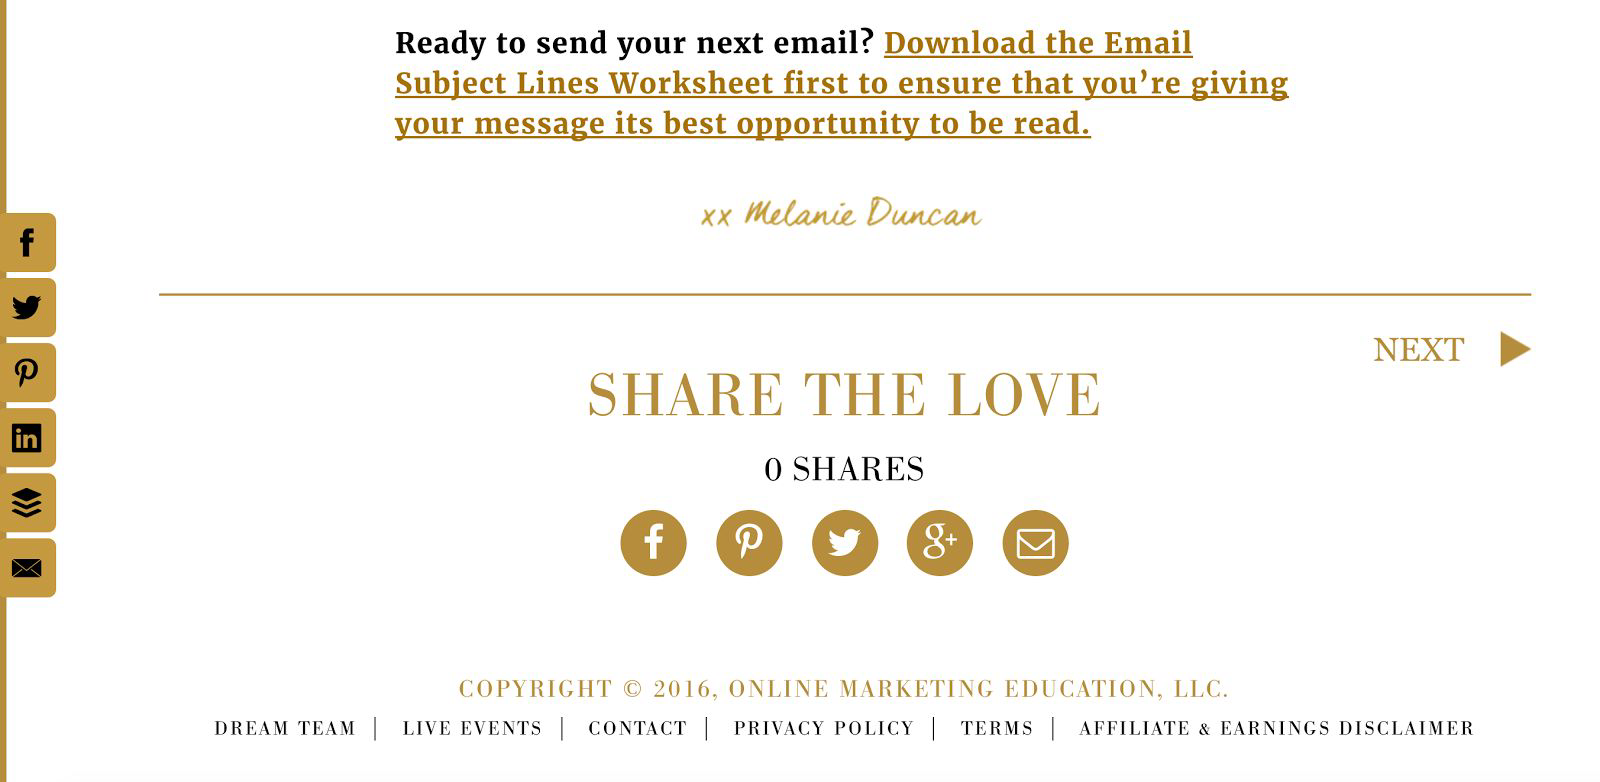 Ready to send your next email? Download the Email
Subject Lines Worksheet first to ensure that you’re giving
your message its best opportunity to be read.
xx Melanie Duncan
NEXT
SHARE THE LOVE
0 SHARES
COPYRIGHT © 2016, ONLINE MARKETING EDUCATION, LLC.
DREAM TEAM | LIVE EVENTS | CONTACT | PRIVACY POLICY | TERMS | AFFILIATE & EARNINGS DISCLAIMER